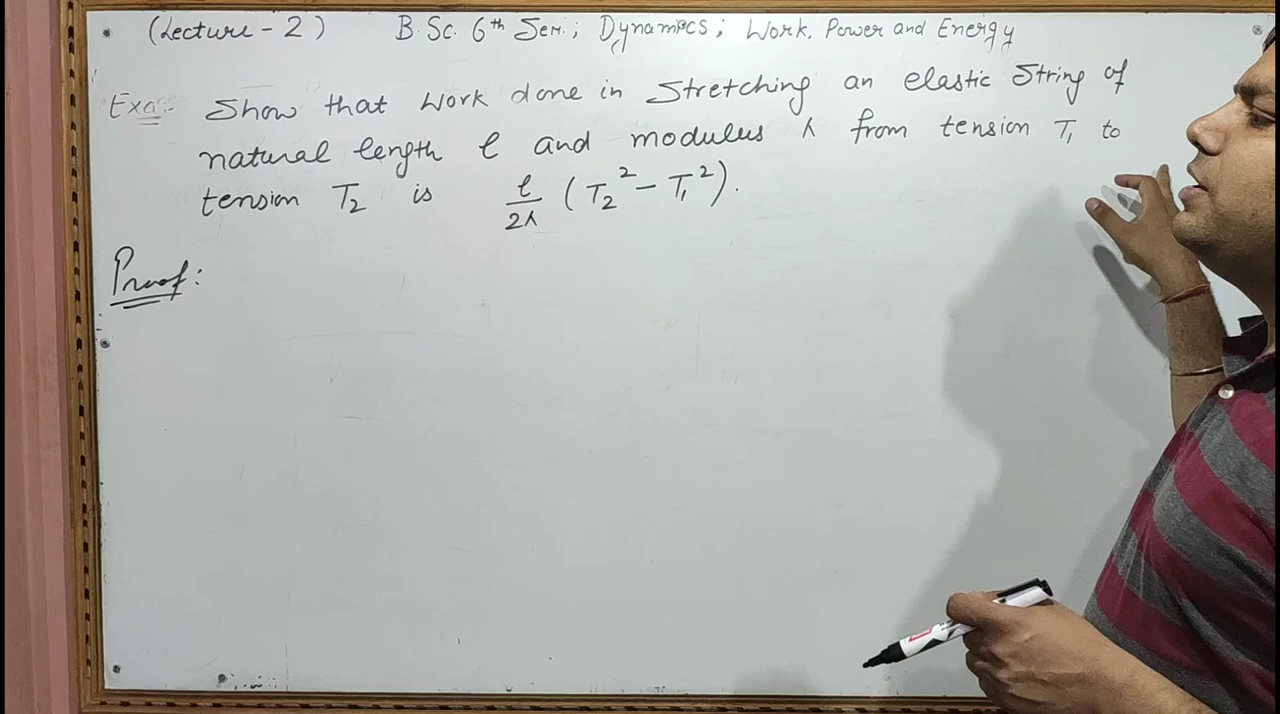 (Lecture - 2) B.Sc. 6th Sem.; Dynamics; Work, Power and Energy
Exa:- Show that work done in stretching an elastic string of
natural length l and modulus λ from tension T₁ to
tension T₂ is l/2λ (T₂² - T₁²).
Proof: